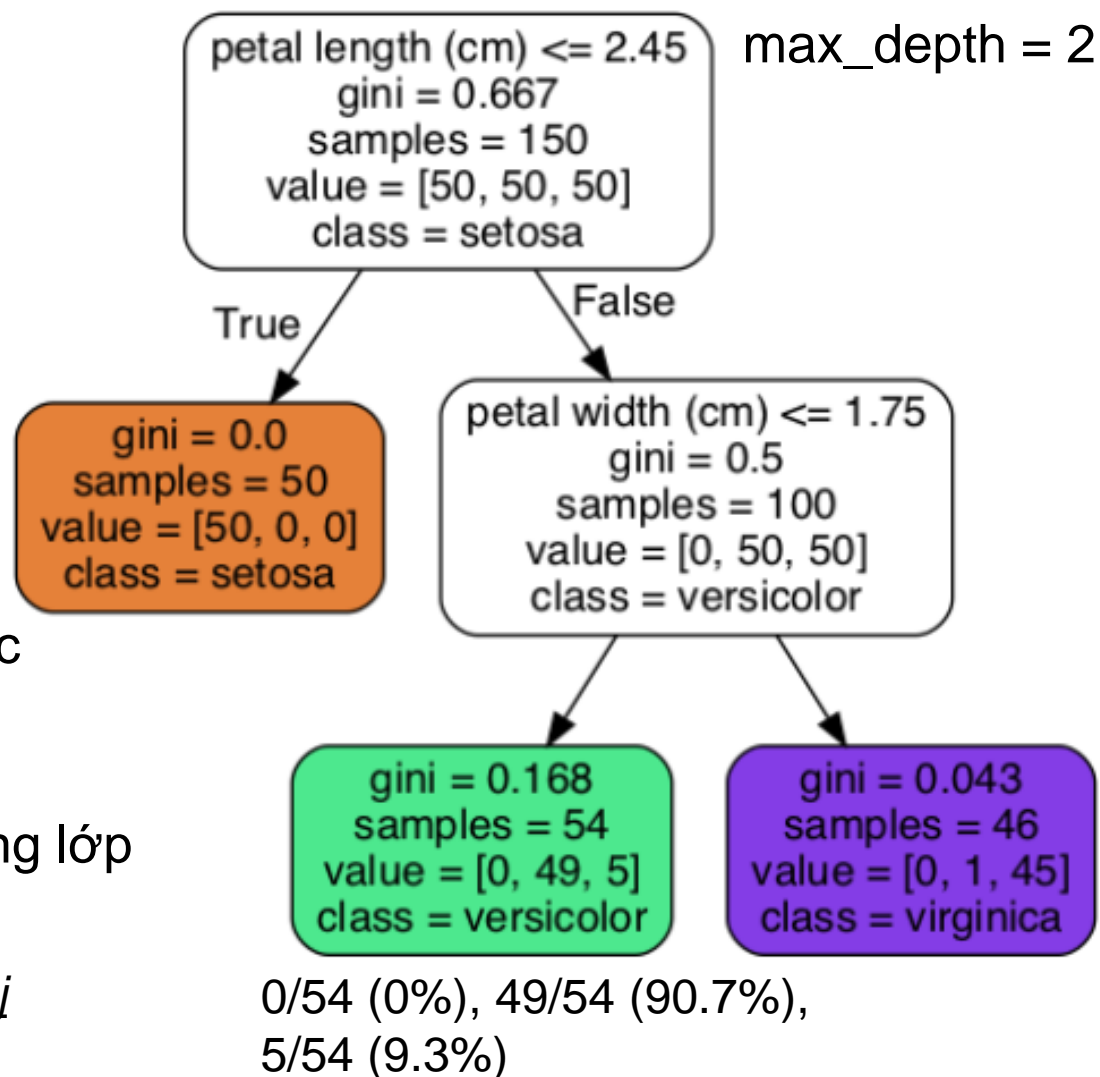 petal length (cm) <= 2.45
gini = 0.667
samples = 150
value = [50, 50, 50]
class = setosa
max_depth = 2
True
False
gini = 0.0
samples = 50
value = [50, 0, 0]
class = setosa
petal width (cm) <= 1.75
gini = 0.5
samples = 100
value = [0, 50, 50]
class = versicolor
c
ng lớp
ị
gini = 0.168
samples = 54
value = [0, 49, 5]
class = versicolor
gini = 0.043
samples = 46
value = [0, 1, 45]
class = virginica
0/54 (0%), 49/54 (90.7%),
5/54 (9.3%)